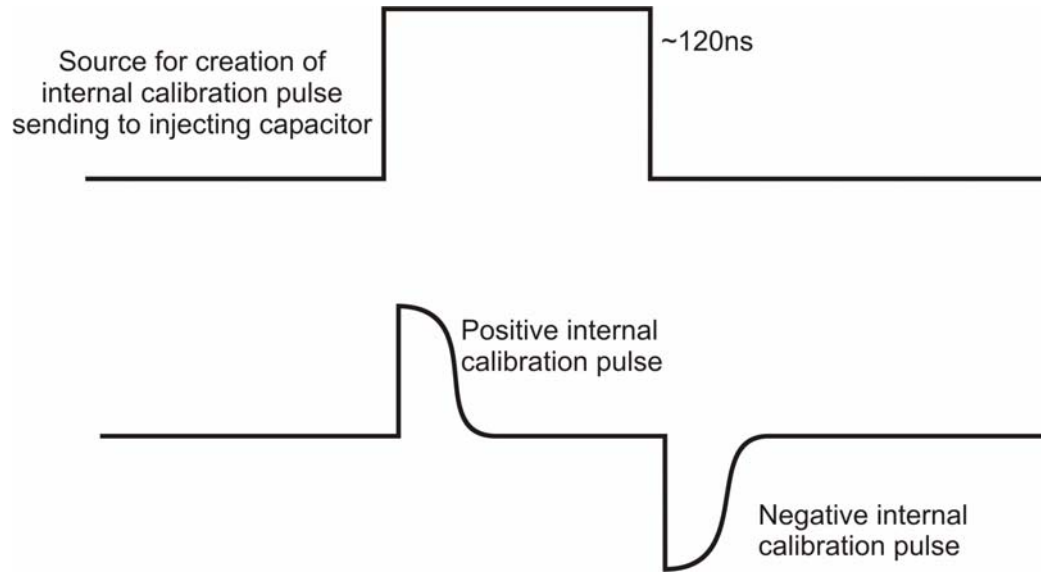 Source for creation of
internal calibration pulse
sending to injecting capacitor
~120ns
Positive internal
calibration pulse
Negative internal
calibration pulse